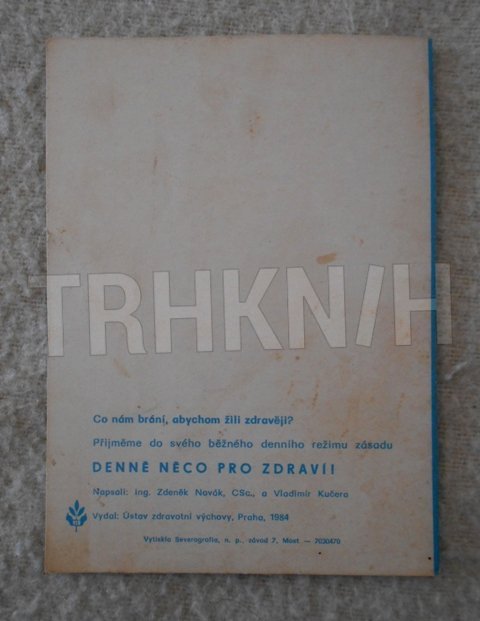 TRHKNIH
Co nám brání, abychom žili zdravěji?
Přijměme do svého běžného denního režimu zásadu
DENNĚ NĚCO PRO ZDRAVÍ!
Napsali: Ing. Zdeněk Novák, CSc., a Vladimír Kučera
Vydal: Ústav zdravotní výchovy, Praha, 1984
Vytiskla Severografia, n. p., závod 7, Most — 7030470